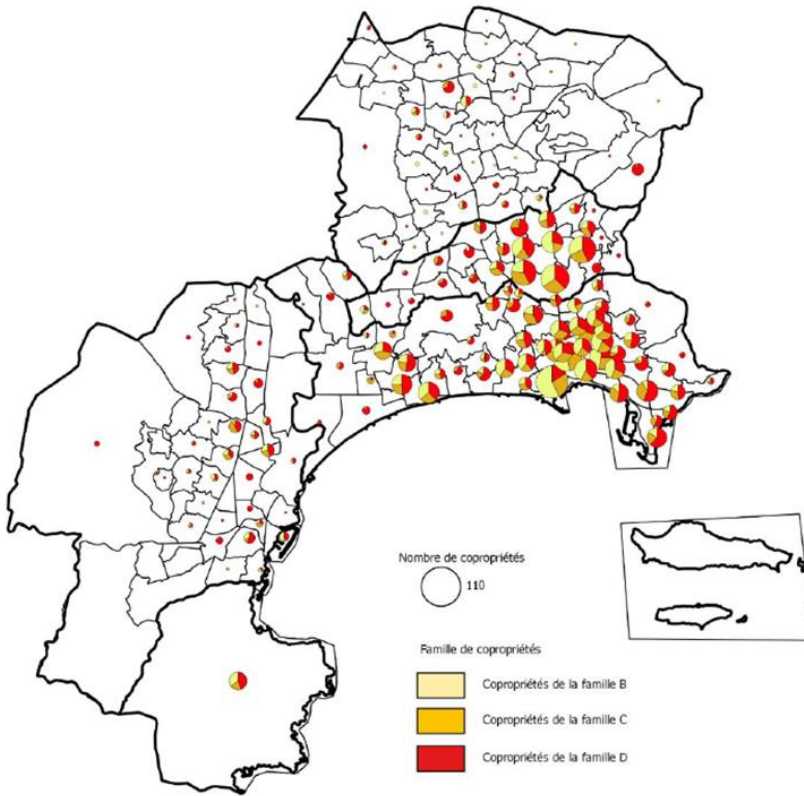 Nombre de copropriétés
110
Famille de copropriétés
Copropriétés de la famille B
Copropriétés de la famille C
Copropriétés de la famille D